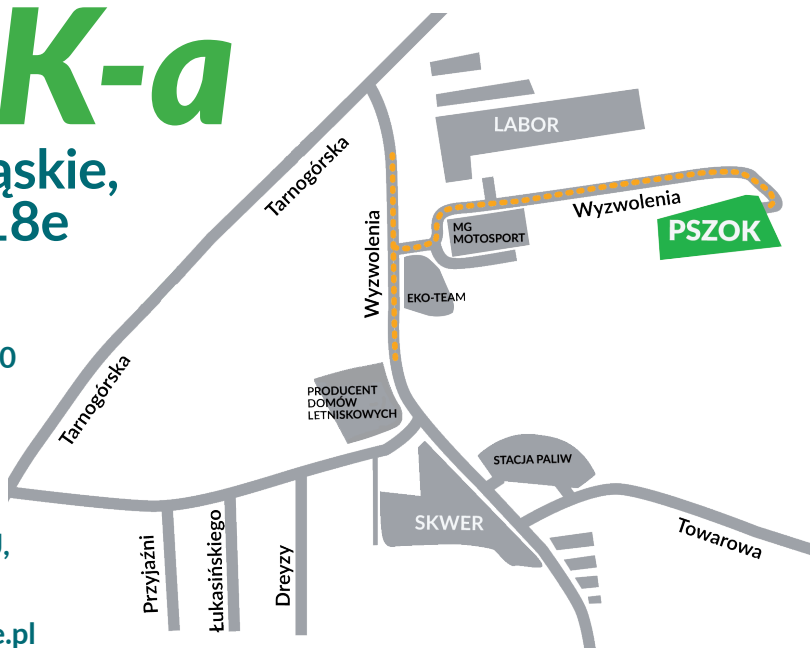 K-a
ąskie,
18e
0
J,
e.pl
Tarnogórska
Tarnogórska
Wyzwolenia
Wyzwolenia
LABOR
MG
MOTOSPORT
PSZOK
EKO-TEAM
PRODUCENT
DOMÓW
LETNISKOWYCH
STACJA PALIW
SKWER
Towarowa
Przyjaźni
Łukasińskiego
Dreyzy